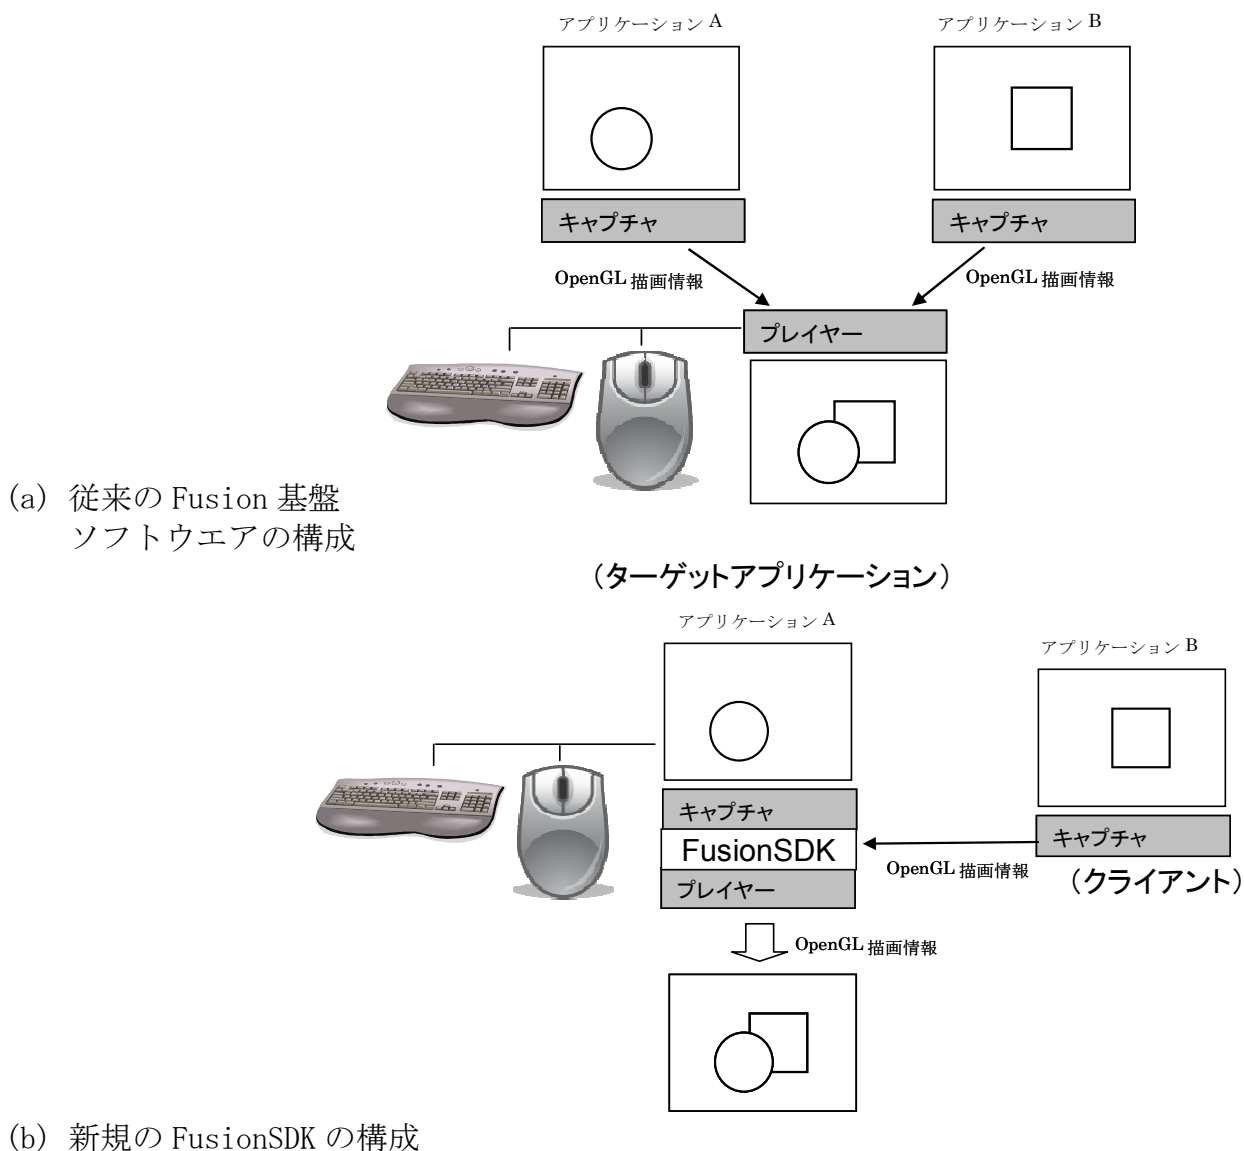 アプリケーション A
アプリケーション B
キャプチャ
キャプチャ
OpenGL 描画情報
OpenGL 描画情報
プレイヤー
(a) 従来の Fusion 基盤
ソフトウエアの構成
（ターゲットアプリケーション）
アプリケーション A
アプリケーション B
キャプチャ
FusionSDK
プレイヤー
キャプチャ
OpenGL 描画情報
（クライアント）
OpenGL 描画情報
(b) 新規の FusionSDK の構成